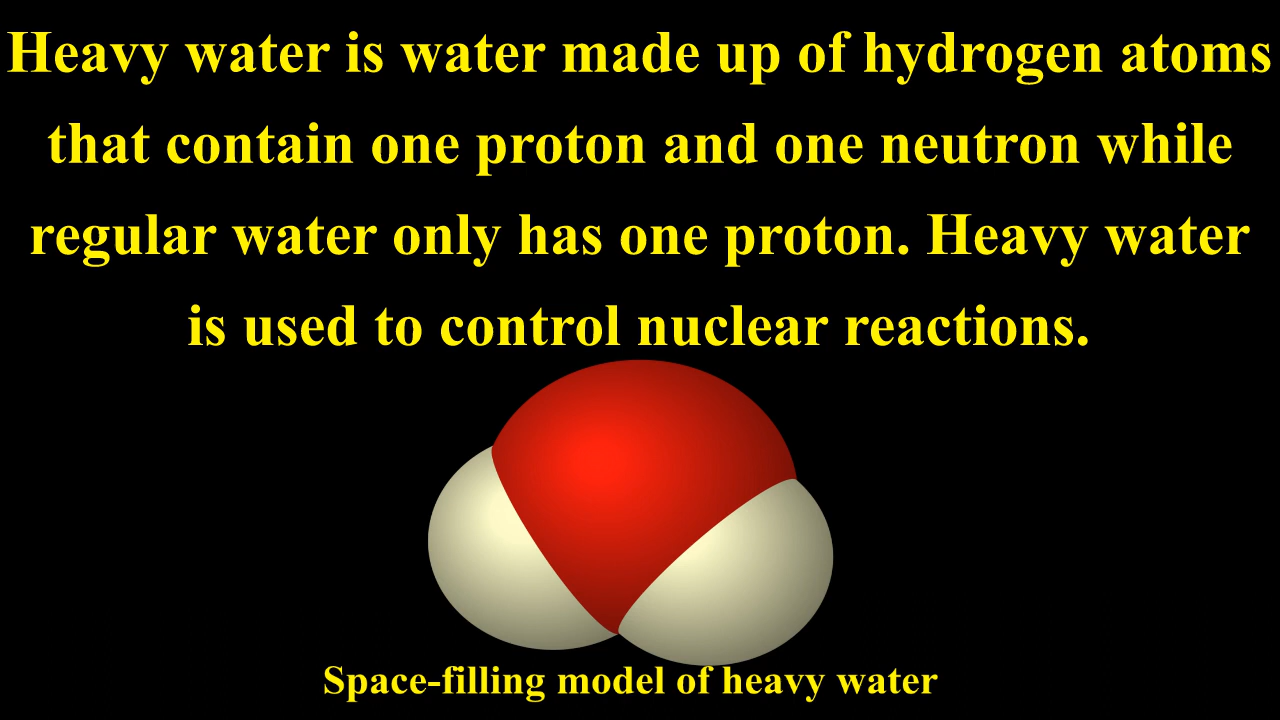 Heavy water is water made up of hydrogen atoms
that contain one proton and one neutron while
regular water only has one proton. Heavy water
is used to control nuclear reactions.
Space-filling model of heavy water